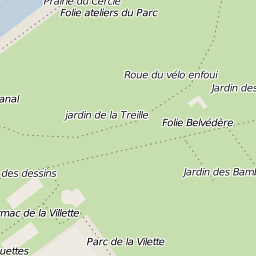 Prairie du Cercle
Folie ateliers du Parc
Roue du vélo enfoui
Jardin des
anal
jardin de la Treille
Folie Belvédère
des dessins
Jardin des Bamb
rmac de la Villette
Parc de la Vilette
uettes